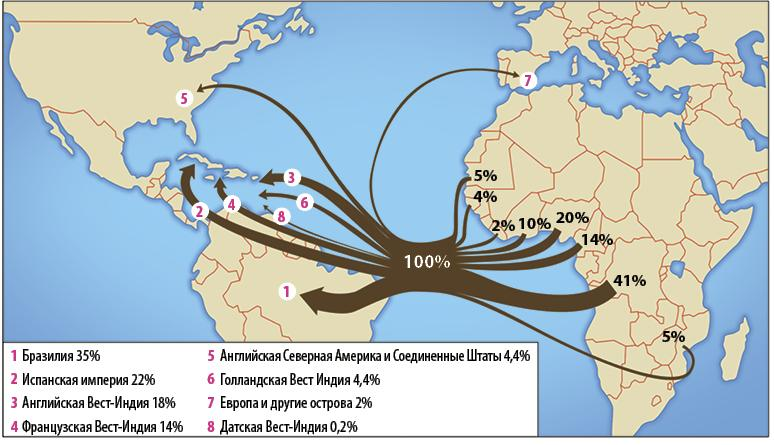 7
5
5%
3
4%
6
4
2
8
2%
10%
20%
14%
100%
41%
1
5%
1 Бразилия 35%
2 Испанская империя 22%
3 Английская Вест-Индия 18%
4 Французская Вест-Индия 14%
5 Английская Северная Америка и Соединенные Штаты 4,4%
6 Голландская Вест Индия 4,4%
7 Европа и другие острова 2%
8 Датская Вест-Индия 0,2%